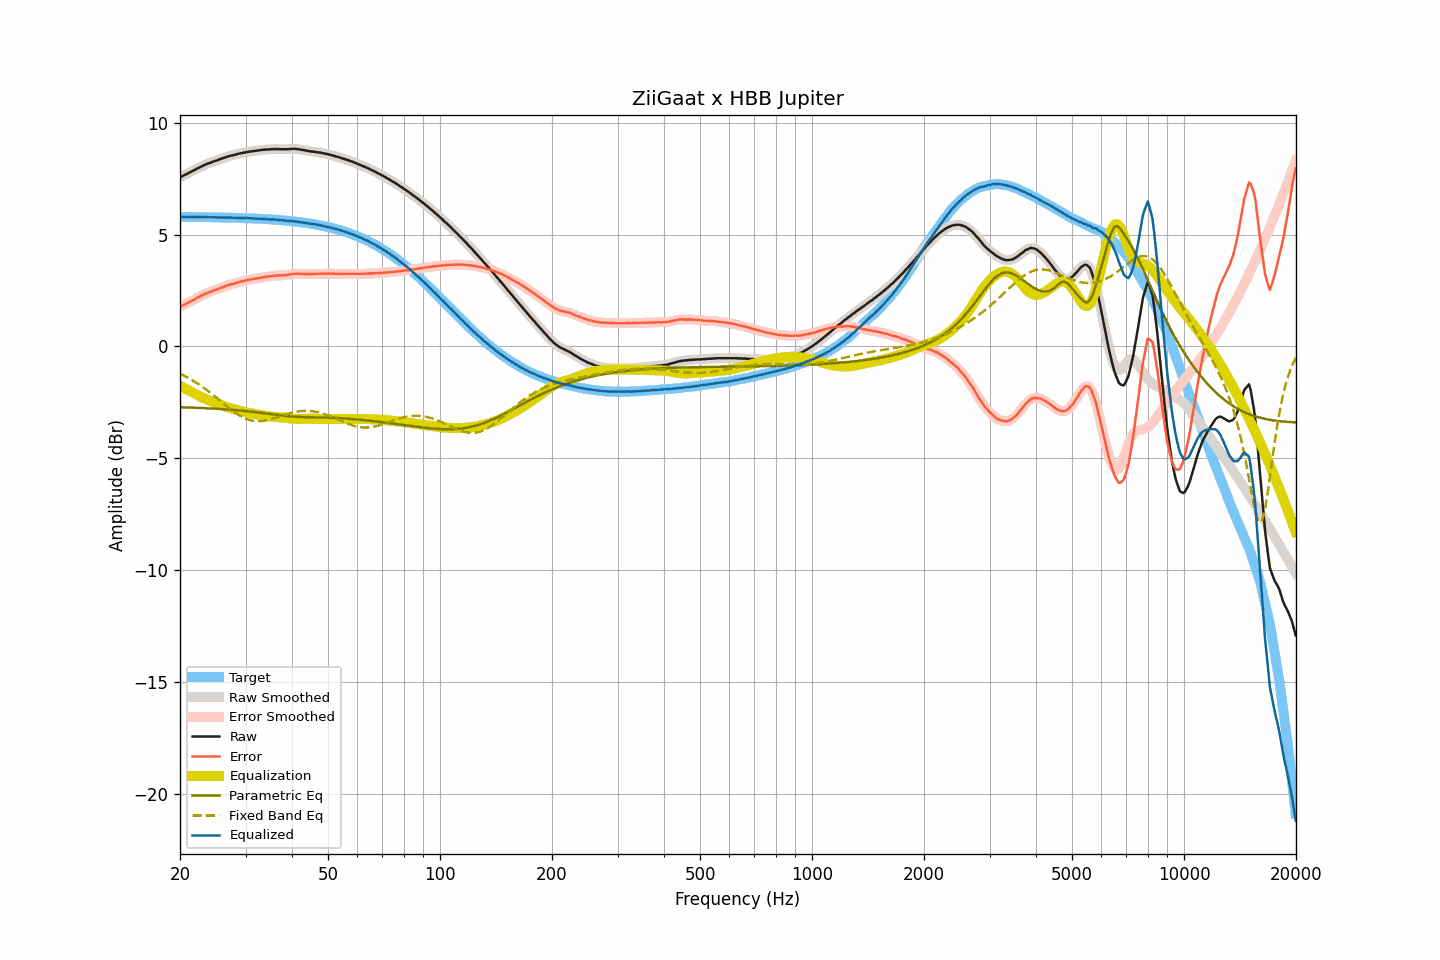 ZiiGaat x HBB Jupiter
10
5
0
−5
−10
−15
−20
Amplitude (dBr)
Target
Raw Smoothed
Error Smoothed
Raw
Error
Equalization
Parametric Eq
Fixed Band Eq
Equalized
20 50 100 200 500 1000 2000 5000 10000 20000
Frequency (Hz)